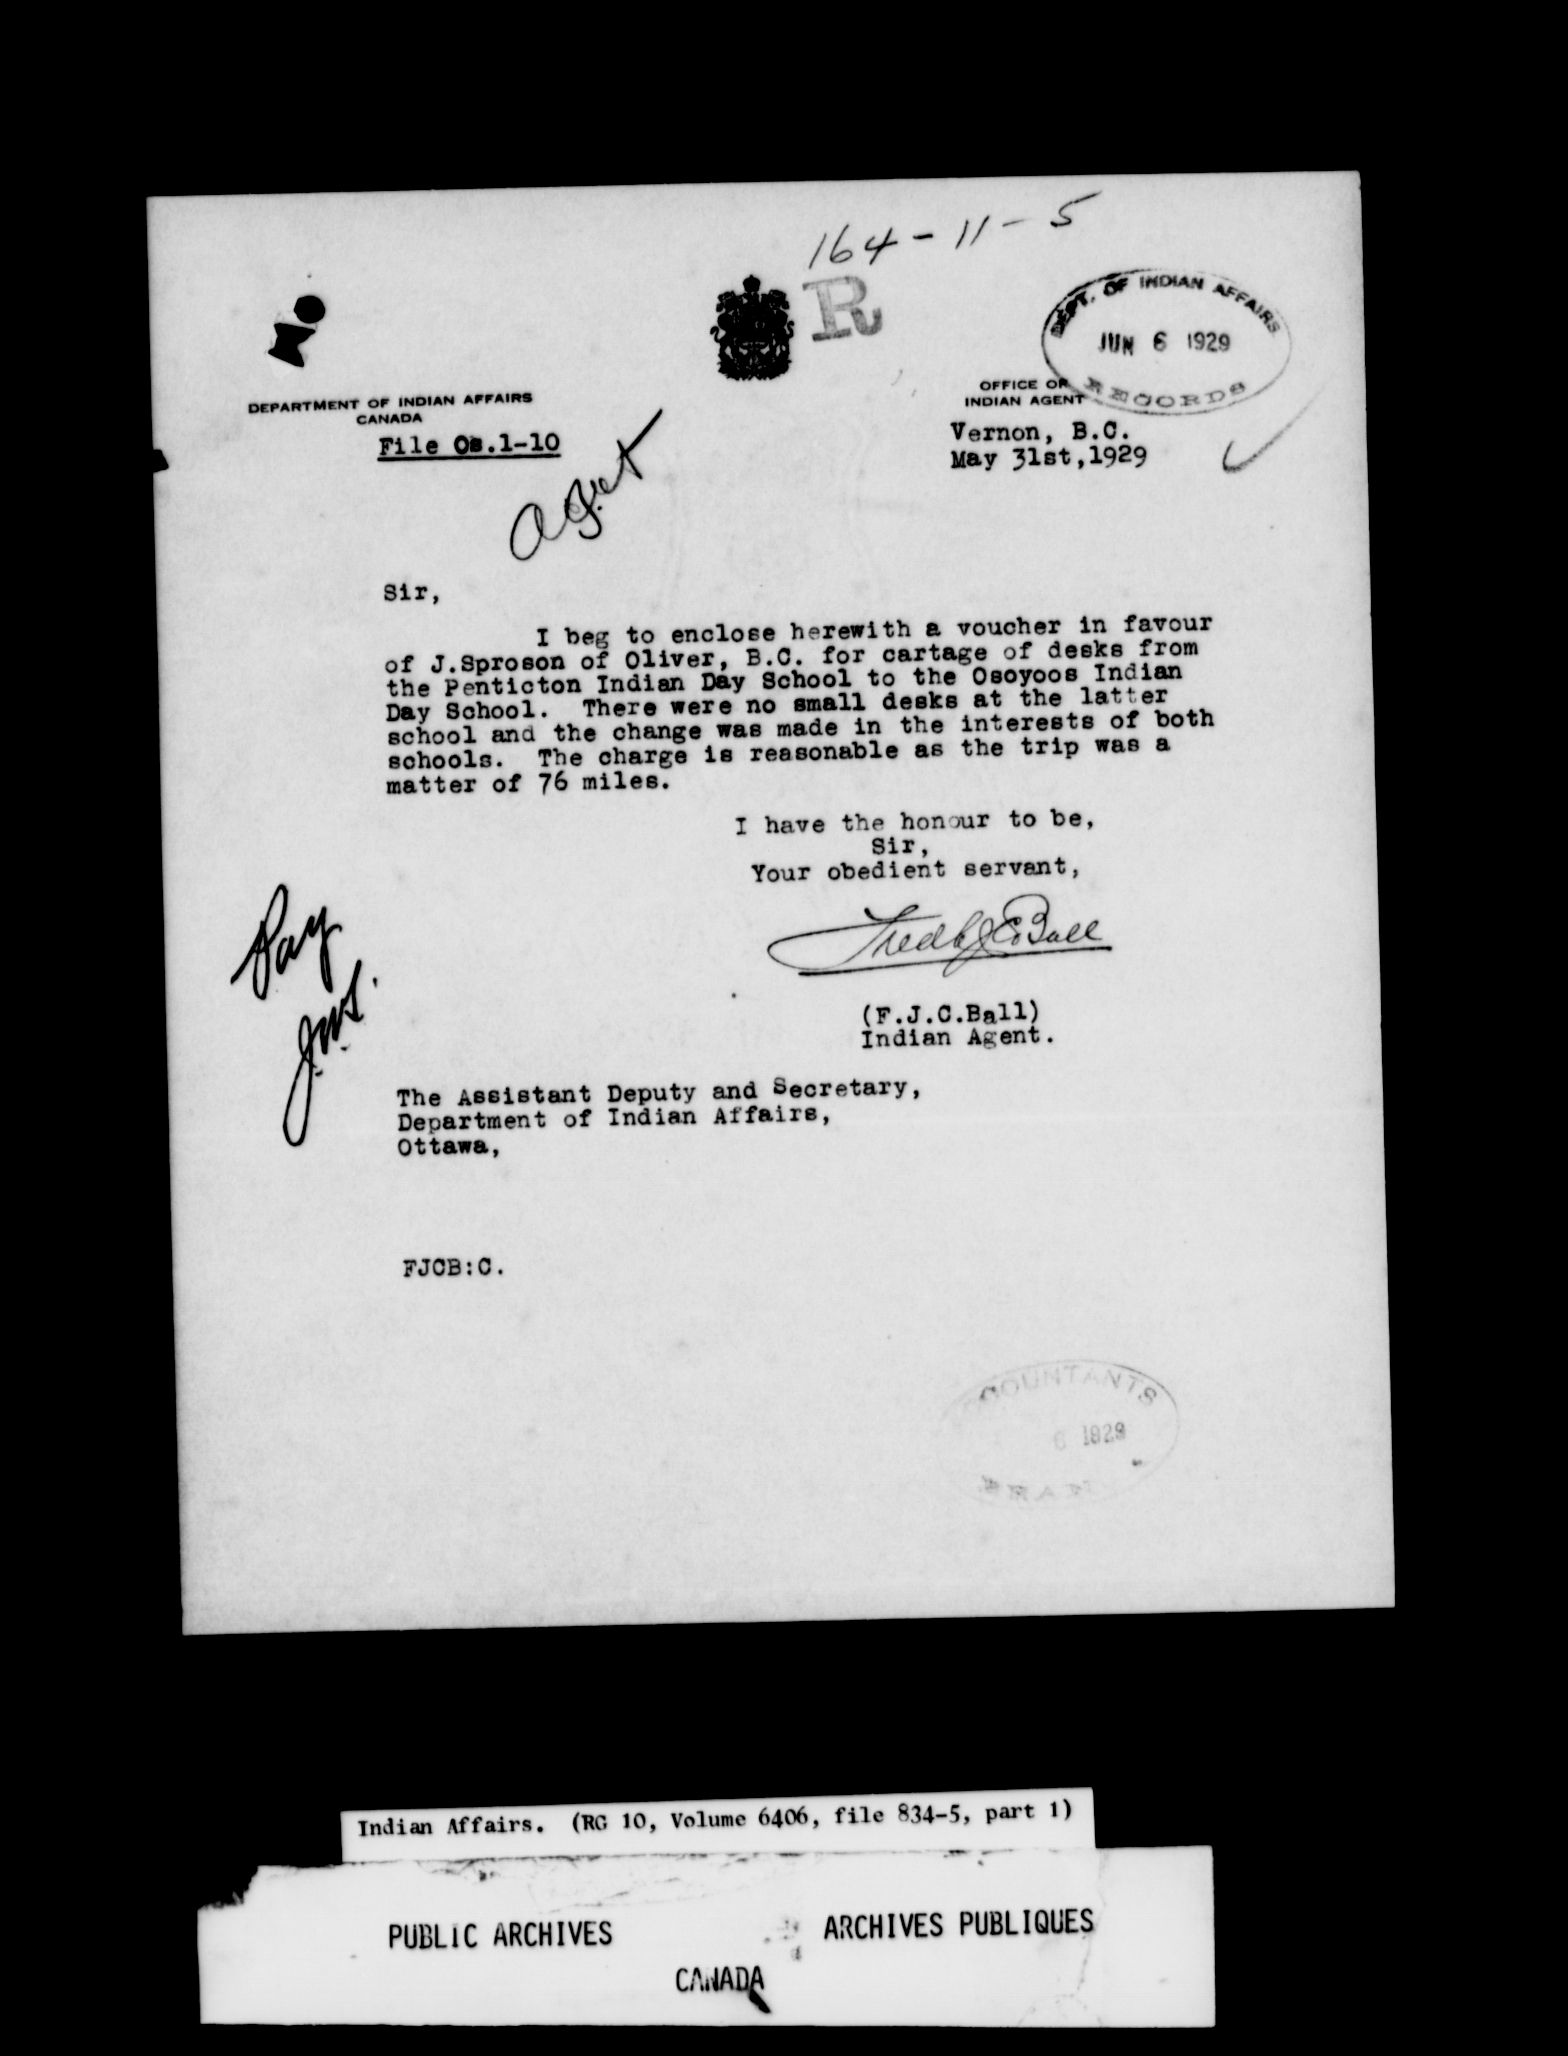 164-11-5
R
DEPT. OF INDIAN AFFAIRS
JUN 6 1929
RECORDS
DEPARTMENT OF INDIAN AFFAIRS
CANADA
File Os.1-10
OFFICE OF
INDIAN AGENT
Vernon, B.C.
May 31st,1929
Sir,
I beg to enclose herewith a voucher in favour
of J.Sproson of Oliver, B.C. for cartage of desks from
the Penticton Indian Day School to the Osoyoos Indian
Day School. There were no small desks at the latter
school and the change was made in the interests of both
schools. The charge is reasonable as the trip was a
matter of 76 miles.
I have the honour to be,
Sir,
Your obedient servant,
Fred J C Ball
(F.J.C.Ball)
Indian Agent.
Pay
The Assistant Deputy and Secretary,
Department of Indian Affairs,
Ottawa,
FJCB:C.
6 1929
Indian Affairs. (RG 10, Volume 6406, file 834-5, part 1)
PUBLIC ARCHIVES ARCHIVES PUBLIQUES
CANADA